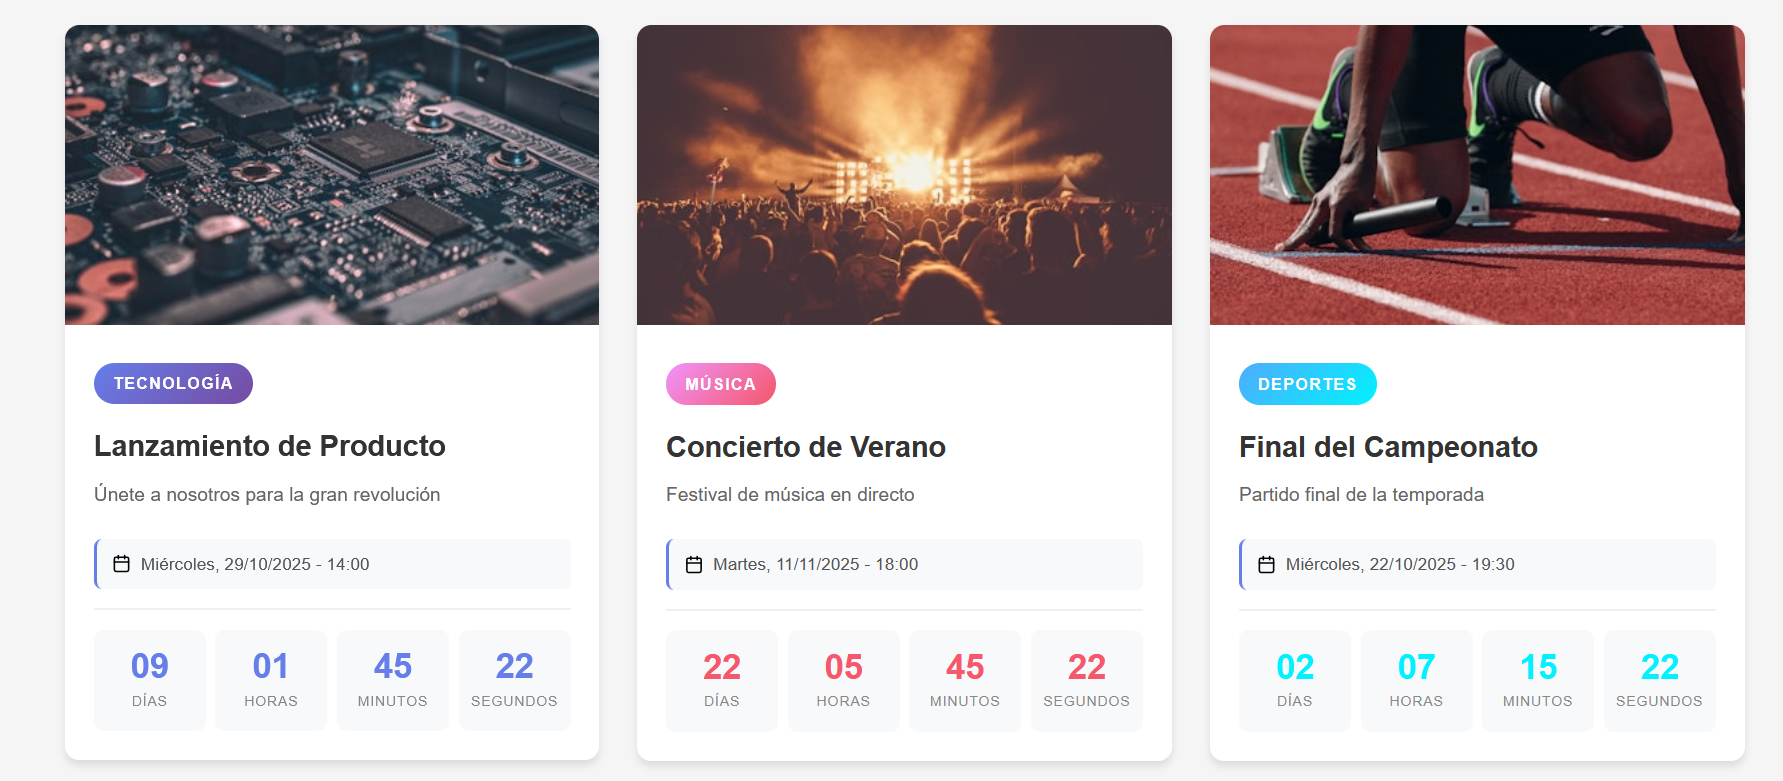 TECNOLOGÍA
Lanzamiento de Producto
Únete a nosotros para la gran revolución
Miércoles, 29/10/2025 - 14:00
09 01 45 22
DÍAS HORAS MINUTOS SEGUNDOS
MÚSICA
Concierto de Verano
Festival de música en directo
Martes, 11/11/2025 - 18:00
22 05 45 22
DÍAS HORAS MINUTOS SEGUNDOS
DEPORTES
Final del Campeonato
Partido final de la temporada
Miércoles, 22/10/2025 - 19:30
02 07 15 22
DÍAS HORAS MINUTOS SEGUNDOS